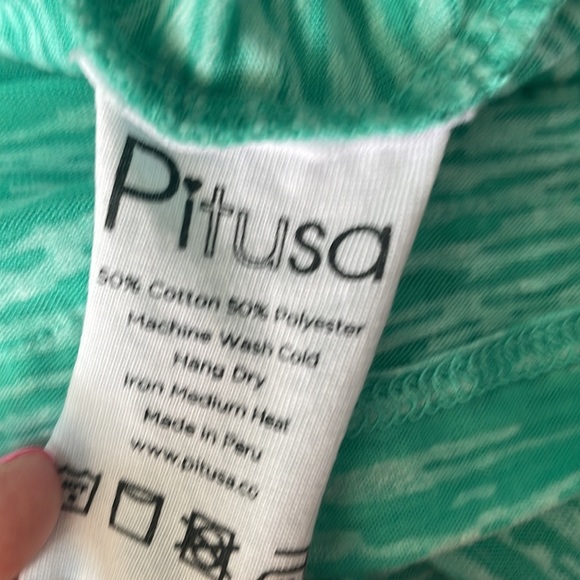 Pitusa
50% Cotton 50% Polyester
Machine Wash Cold
Hang Dry
Iron Medium Heat
Made in Peru
www.pitusa.co